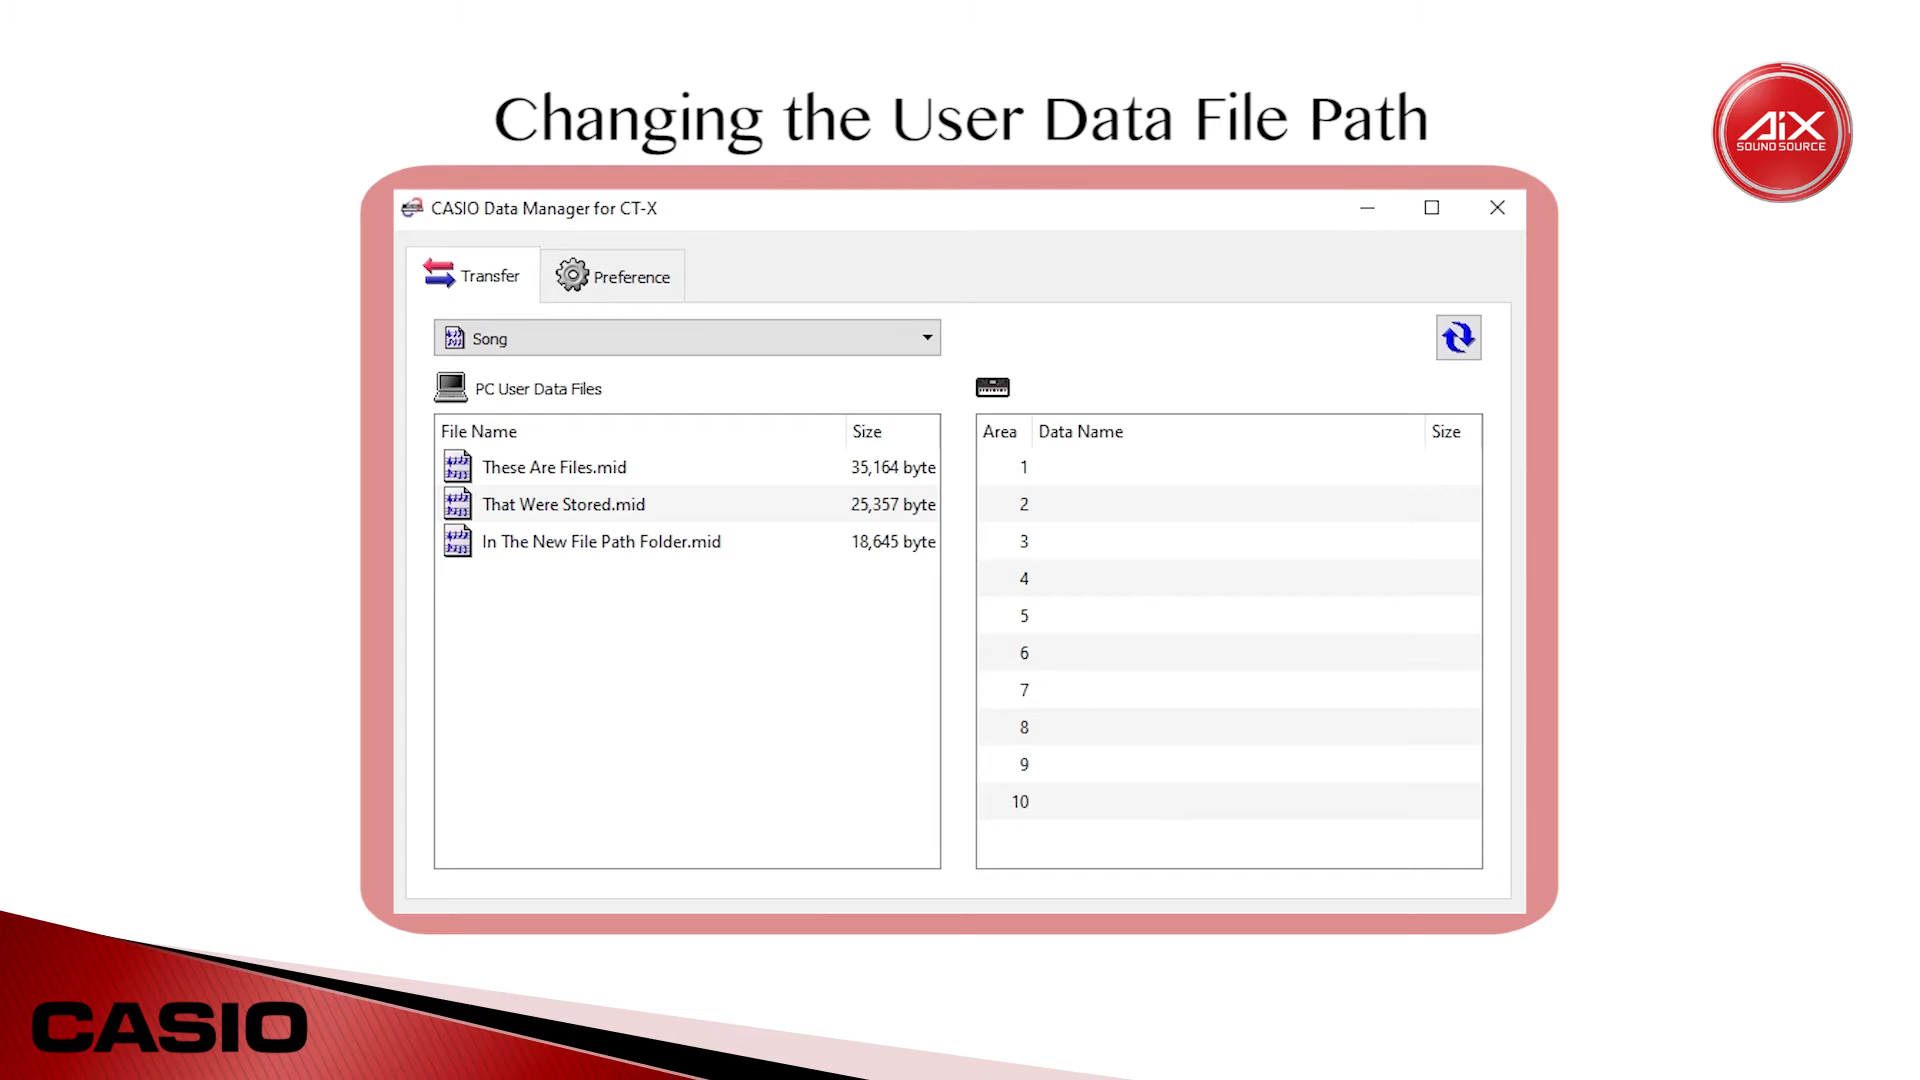 Changing the User Data File Path
AiX
SOUND SOURCE
CASIO Data Manager for CT-X
Transfer
Preference
Song
PC User Data Files
File Name Size
These Are Files.mid 35,164 byte
That Were Stored.mid 25,357 byte
In The New File Path Folder.mid 18,645 byte
Area Data Name Size
1
2
3
4
5
6
7
8
9
10
CASIO